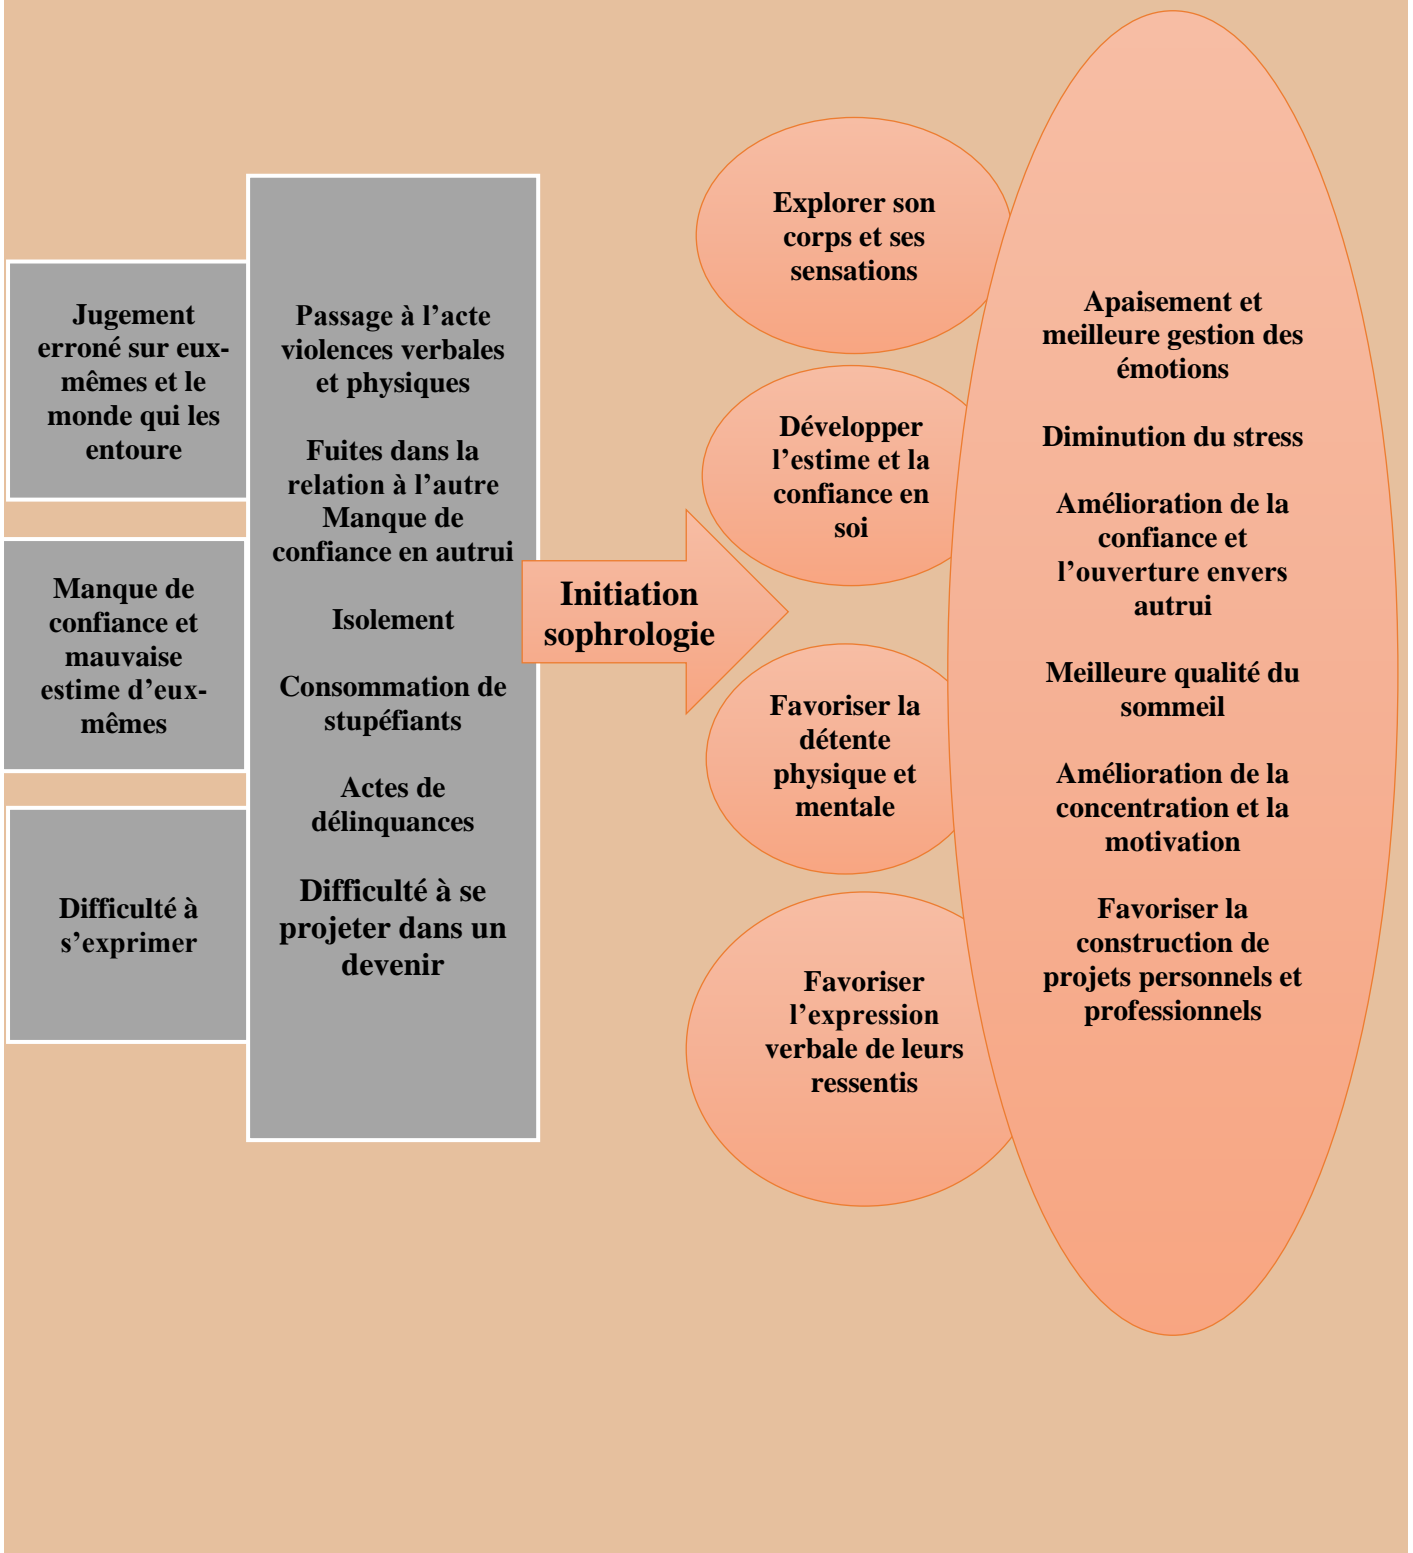 Jugement
erroné sur eux-
mêmes et le
monde qui les
entoure
Manque de
confiance et
mauvaise
estime d’eux-
mêmes
Difficulté à
s’exprimer
Passage à l’acte
violences verbales
et physiques
Fuites dans la
relation à l’autre
Manque de
confiance en autrui
Isolement
Consommation de
stupéfiants
Actes de
délinquances
Difficulté à se
projeter dans un
devenir
Initiation
sophrologie
Explorer son
corps et ses
sensations
Développer
l’estime et la
confiance en
soi
Favoriser la
détente
physique et
mentale
Favoriser
l’expression
verbale de leurs
ressentis
Apaisement et
meilleure gestion des
émotions
Diminution du stress
Amélioration de la
confiance et
l’ouverture envers
autrui
Meilleure qualité du
sommeil
Amélioration de la
concentration et la
motivation
Favoriser la
construction de
projets personnels et
professionnels